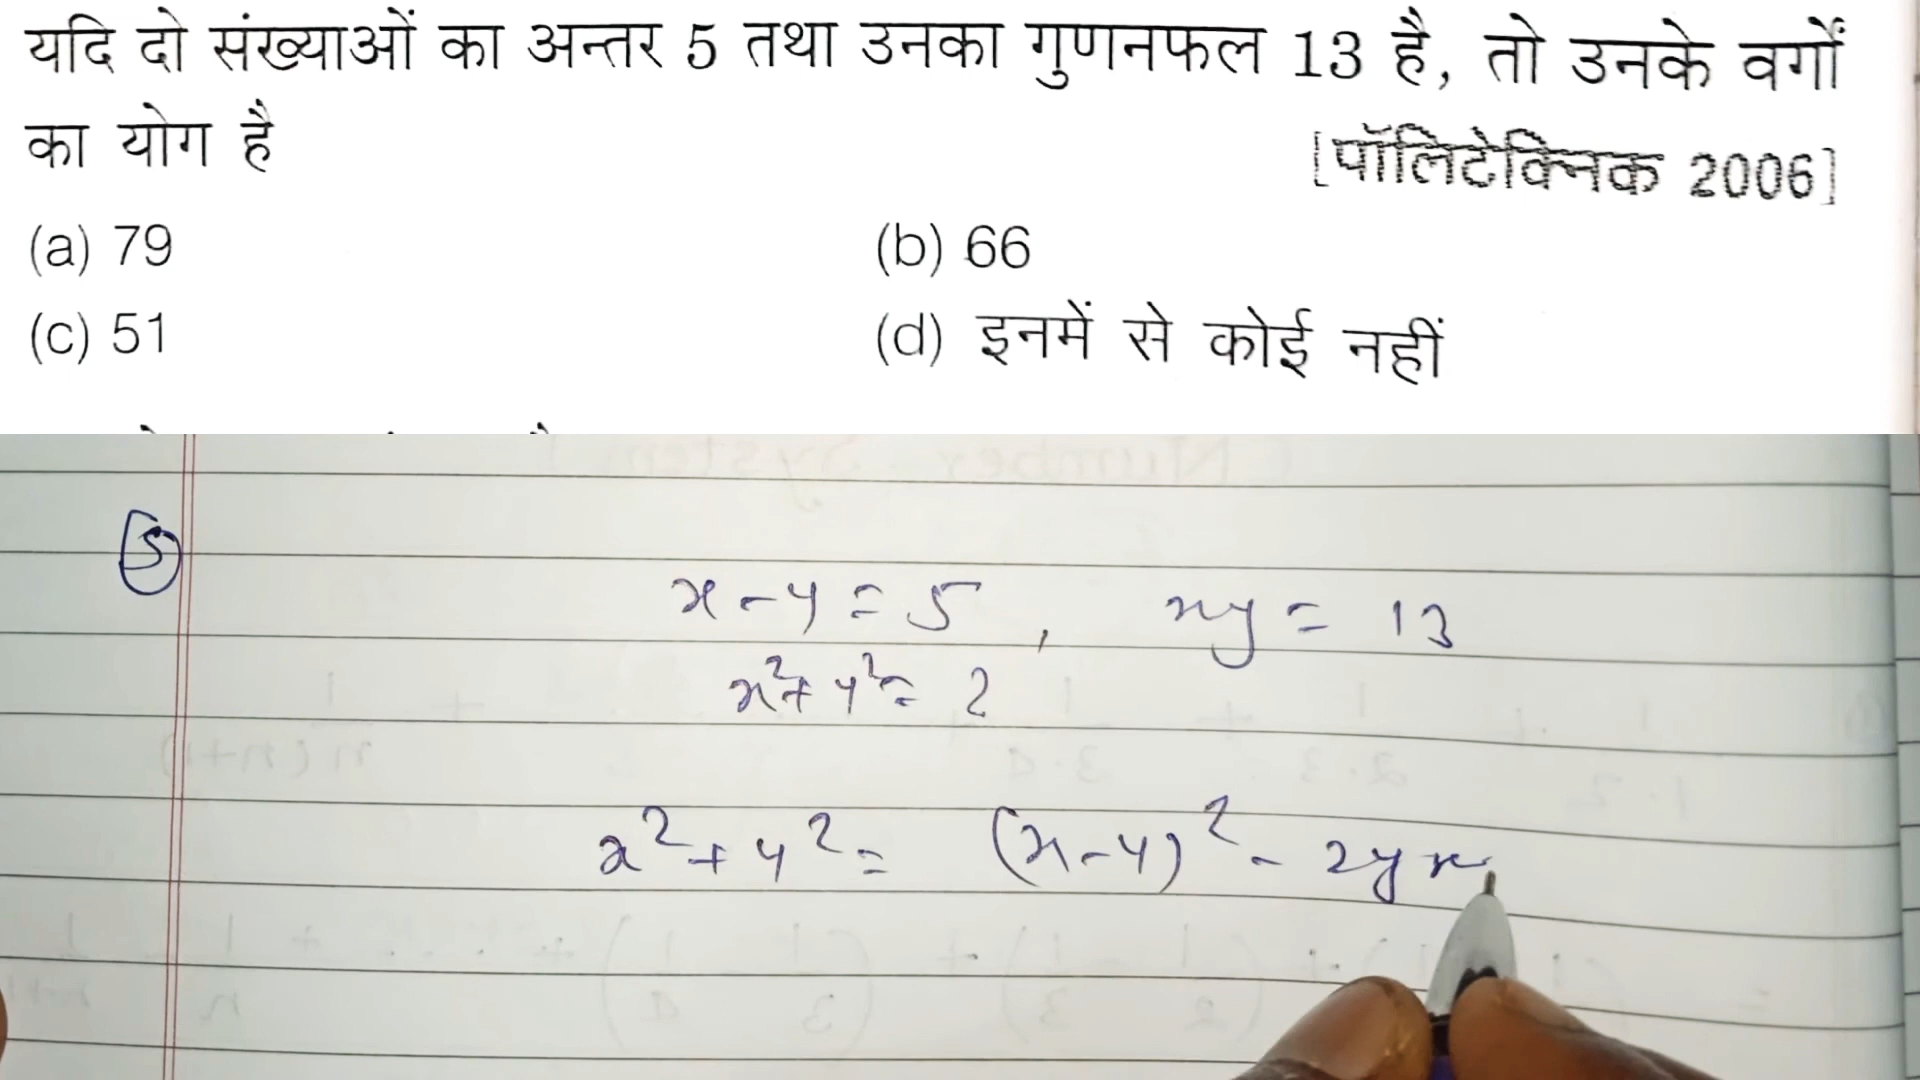 यदि दो संख्याओं का अन्तर 5 तथा उनका गुणनफल 13 है, तो उनके वर्गों
का योग है
[पॉलिटेक्निक 2006]
(a) 79 (b) 66
(c) 51 (d) इनमें से कोई नहीं
(5)
x - y = 5 , xy = 13
x² + y² = 2
x² + y² = (x - y)² - 2yx